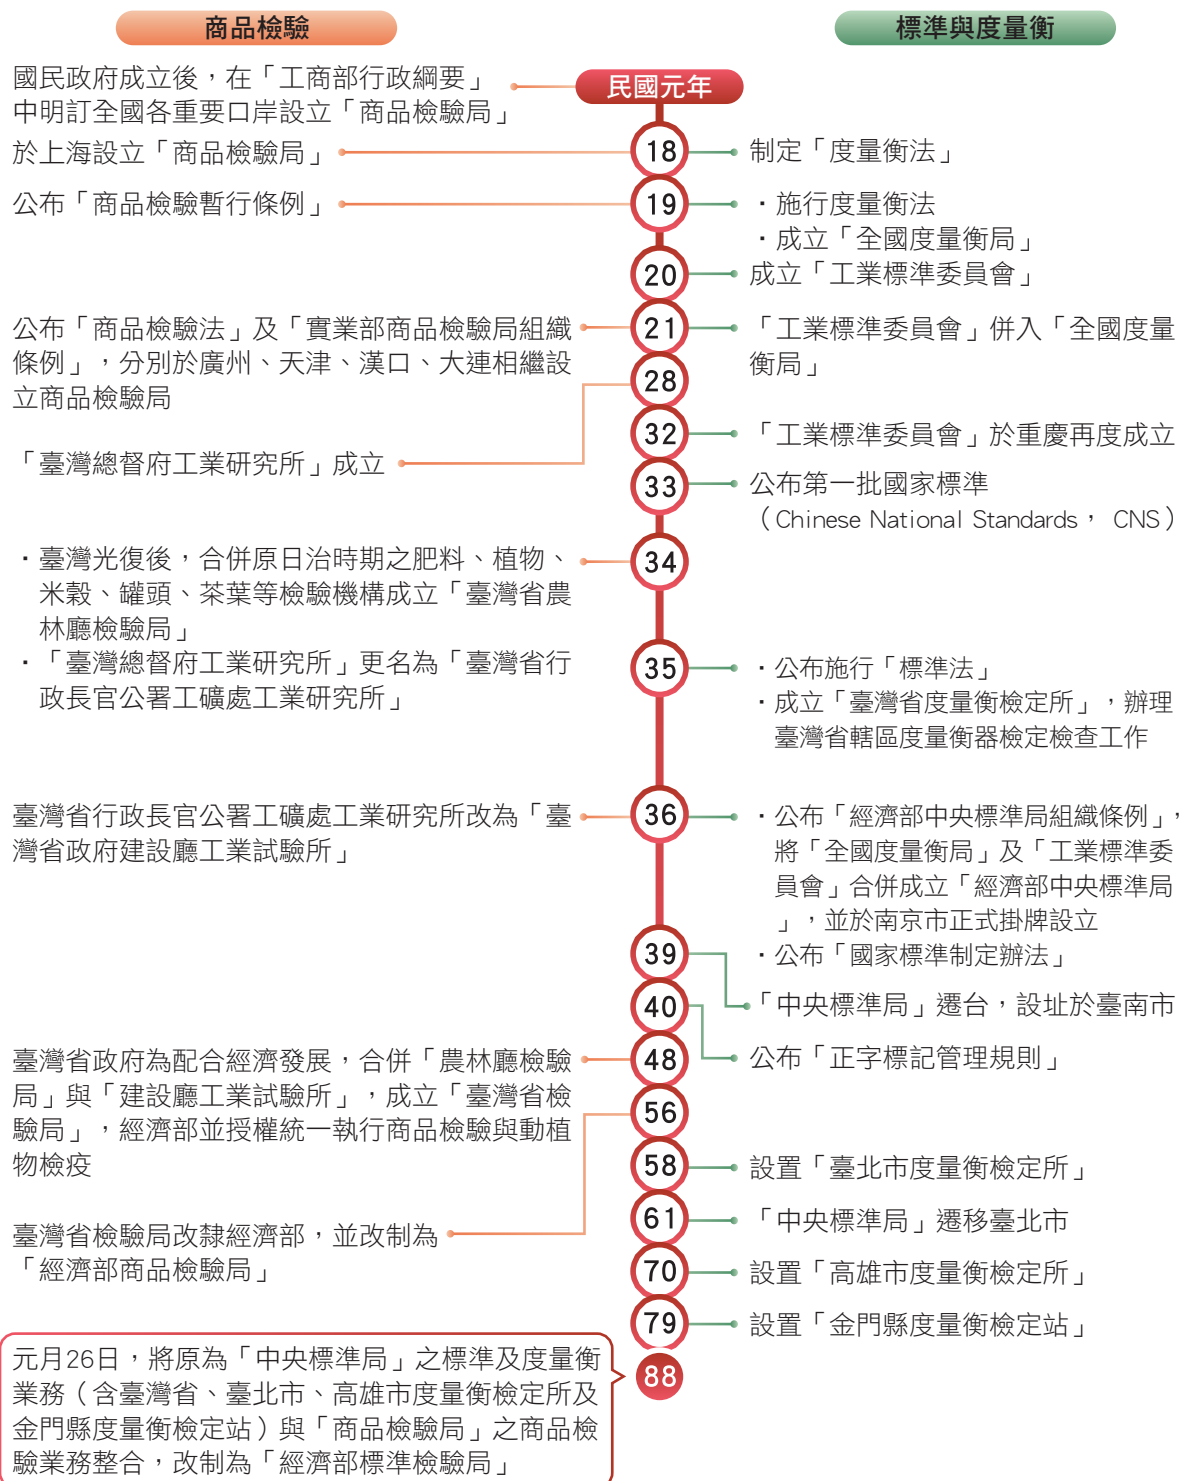 商品檢驗
標準與度量衡
國民政府成立後，在「工商部行政綱要」
中明訂全國各重要口岸設立「商品檢驗局」
民國元年
於上海設立「商品檢驗局」
18
制定「度量衡法」
公布「商品檢驗暫行條例」
19
・施行度量衡法
・成立「全國度量衡局」
20
成立「工業標準委員會」
公布「商品檢驗法」及「實業部商品檢驗局組織
條例」，分別於廣州、天津、漢口、大連相繼設
立商品檢驗局
21
「工業標準委員會」併入「全國度量
衡局」
28
「臺灣總督府工業研究所」成立
32
「工業標準委員會」於重慶再度成立
33
公布第一批國家標準
（Chinese National Standards， CNS）
・臺灣光復後，合併原日治時期之肥料、植物、
米穀、罐頭、茶葉等檢驗機構成立「臺灣省農
林廳檢驗局」
・「臺灣總督府工業研究所」更名為「臺灣省行
政長官公署工礦處工業研究所」
34
35
・公布施行「標準法」
・成立「臺灣省度量衡檢定所」，辦理
臺灣省轄區度量衡器檢定檢查工作
臺灣省行政長官公署工礦處工業研究所改為「臺
灣省政府建設廳工業試驗所」
36
・公布「經濟部中央標準局組織條例」，
將「全國度量衡局」及「工業標準委
員會」合併成立「經濟部中央標準局
」，並於南京市正式掛牌設立
・公布「國家標準制定辦法」
39
「中央標準局」遷台，設址於臺南市
40
公布「正字標記管理規則」
臺灣省政府為配合經濟發展，合併「農林廳檢驗
局」與「建設廳工業試驗所」，成立「臺灣省檢
驗局」，經濟部並授權統一執行商品檢驗與動植
物檢疫
48
56
臺灣省檢驗局改隸經濟部，並改制為
「經濟部商品檢驗局」
58
設置「臺北市度量衡檢定所」
61
「中央標準局」遷移臺北市
70
設置「高雄市度量衡檢定所」
79
設置「金門縣度量衡檢定站」
元月26日，將原為「中央標準局」之標準及度量衡
業務（含臺灣省、臺北市、高雄市度量衡檢定所及
金門縣度量衡檢定站）與「商品檢驗局」之商品檢
驗業務整合，改制為「經濟部標準檢驗局」
88